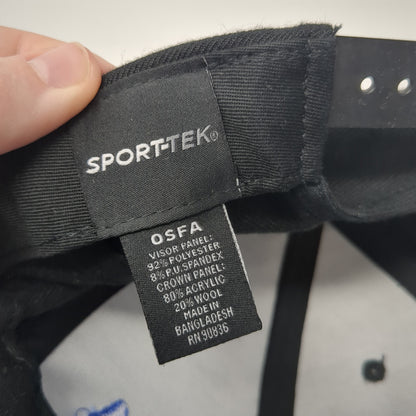 SPORT-TEK®
OSFA
VISOR PANEL:
92% POLYESTER
8% P.U.SPANDEX
CROWN PANEL:
80% ACRYLIC
20% WOOL
MADE IN
BANGLADESH
RN 90836